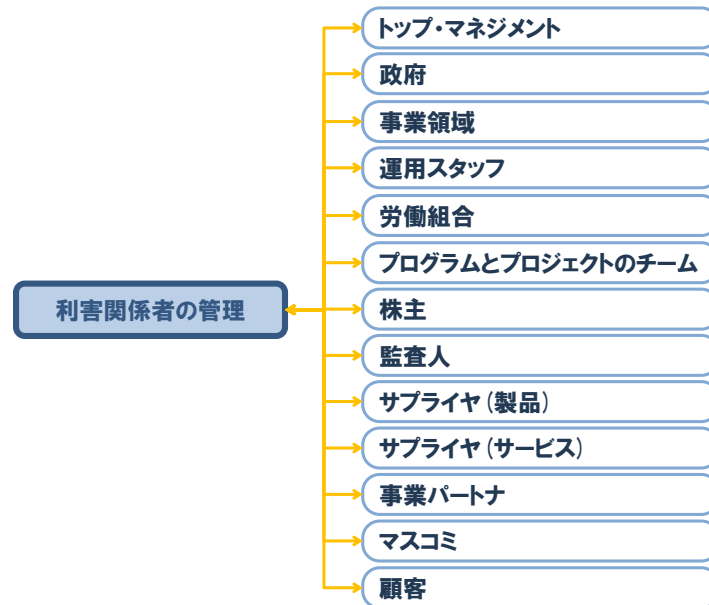 トップ・マネジメント
政府
事業領域
運用スタッフ
労働組合
プログラムとプロジェクトのチーム
利害関係者の管理
株主
監査人
サプライヤ(製品)
サプライヤ(サービス)
事業パートナ
マスコミ
顧客